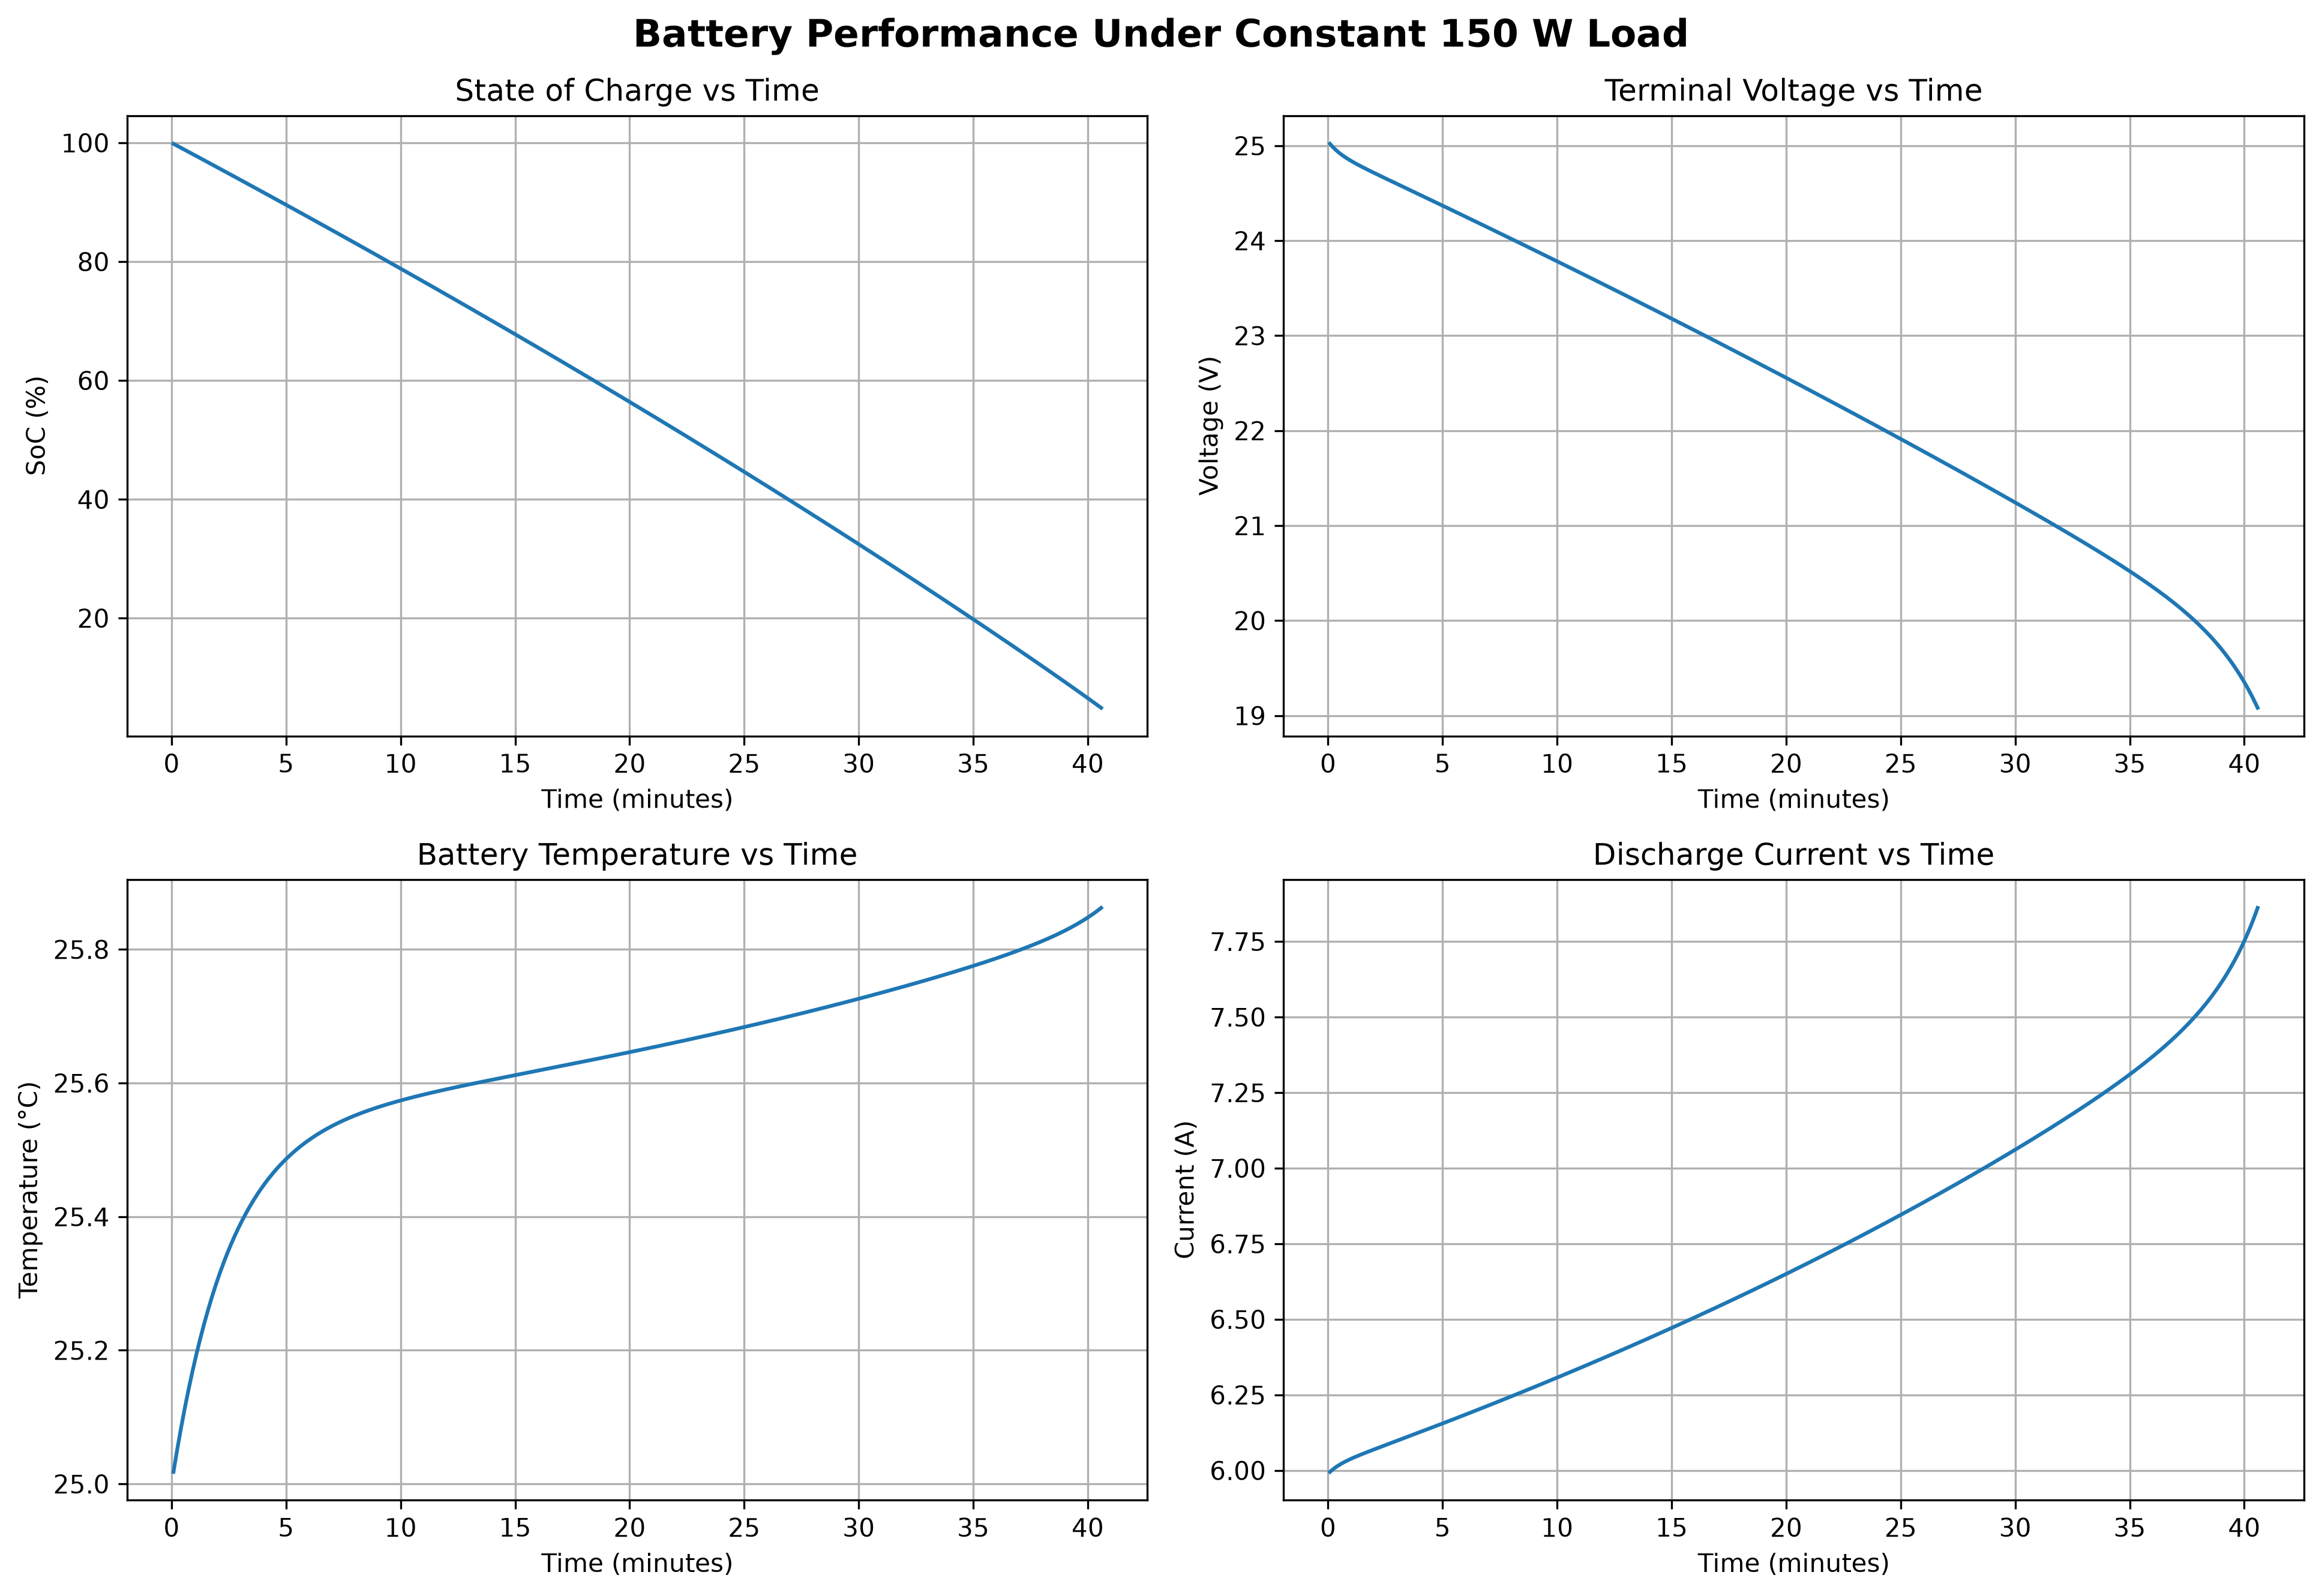 Battery Performance Under Constant 150 W Load
State of Charge vs Time
100
80
60
40
20
SoC (%)
0 5 10 15 20 25 30 35 40
Time (minutes)
Terminal Voltage vs Time
25
24
23
22
21
20
19
Voltage (V)
0 5 10 15 20 25 30 35 40
Time (minutes)
Battery Temperature vs Time
25.8
25.6
25.4
25.2
25.0
Temperature (°C)
0 5 10 15 20 25 30 35 40
Time (minutes)
Discharge Current vs Time
7.75
7.50
7.25
7.00
6.75
6.50
6.25
6.00
Current (A)
0 5 10 15 20 25 30 35 40
Time (minutes)